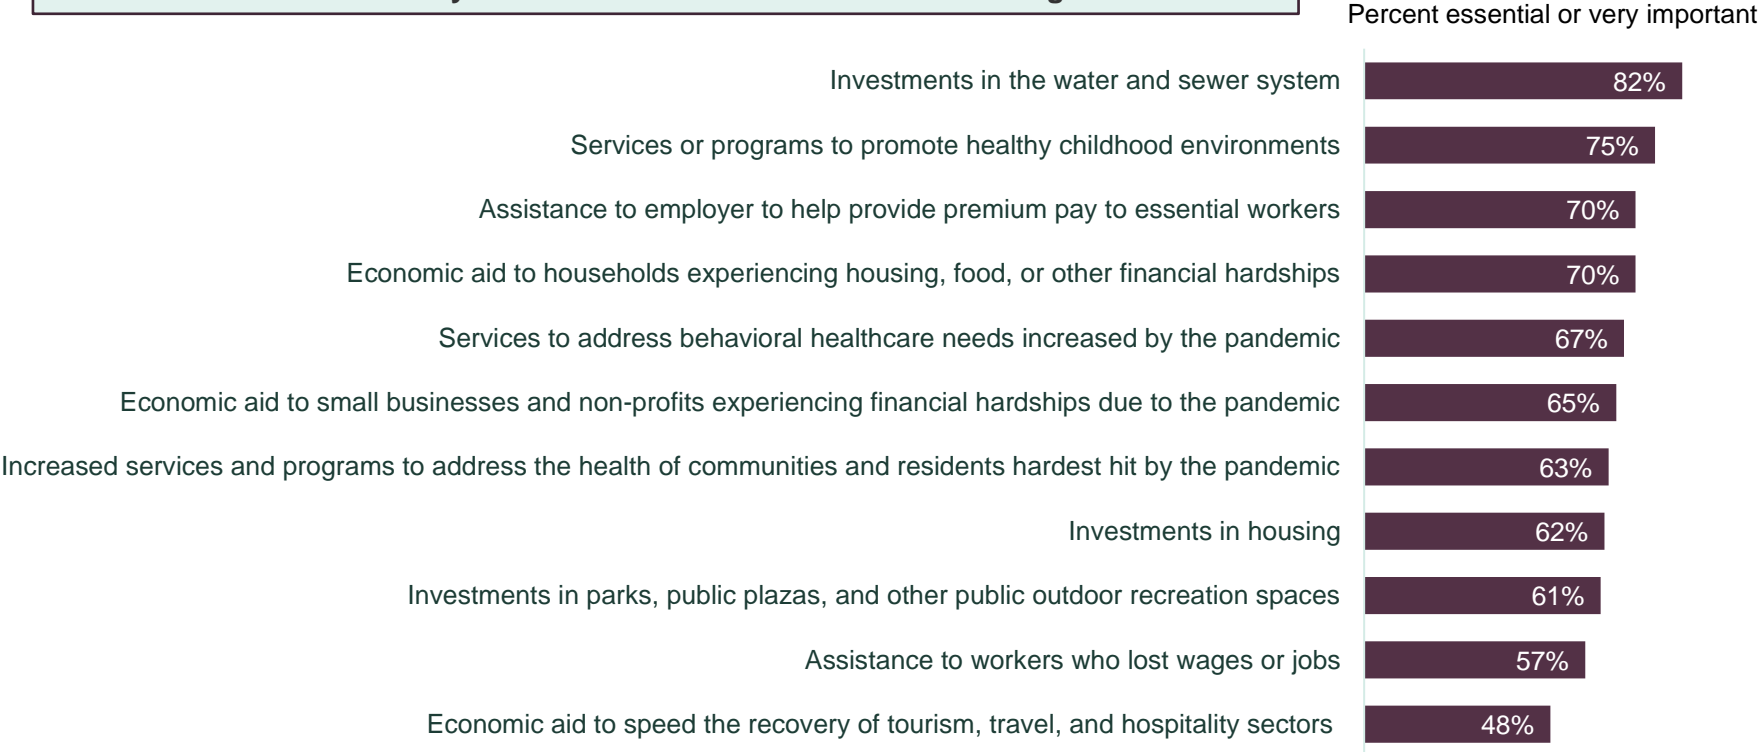 Percent essential or very important
Investments in the water and sewer system 82%
Services or programs to promote healthy childhood environments 75%
Assistance to employer to help provide premium pay to essential workers 70%
Economic aid to households experiencing housing, food, or other financial hardships 70%
Services to address behavioral healthcare needs increased by the pandemic 67%
Economic aid to small businesses and non-profits experiencing financial hardships due to the pandemic 65%
Increased services and programs to address the health of communities and residents hardest hit by the pandemic 63%
Investments in housing 62%
Investments in parks, public plazas, and other public outdoor recreation spaces 61%
Assistance to workers who lost wages or jobs 57%
Economic aid to speed the recovery of tourism, travel, and hospitality sectors 48%